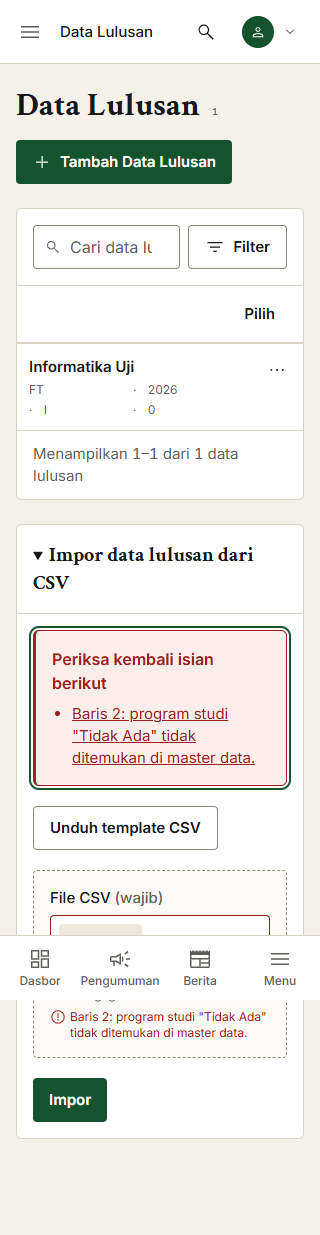 Data Lulusan
Data Lulusan 1
Tambah Data Lulusan
Cari data lu
Filter
Pilih
Informatika Uji
...
FT · 2026
· I · 0
Menampilkan 1–1 dari 1 data
lulusan
Impor data lulusan dari
CSV
Periksa kembali isian
berikut
• Baris 2: program studi
"Tidak Ada" tidak
ditemukan di master data.
Unduh template CSV
File CSV (wajib)
Dasbor
Pengumuman
Berita
Menu
Baris 2: program studi "Tidak Ada"
tidak ditemukan di master data.
Impor